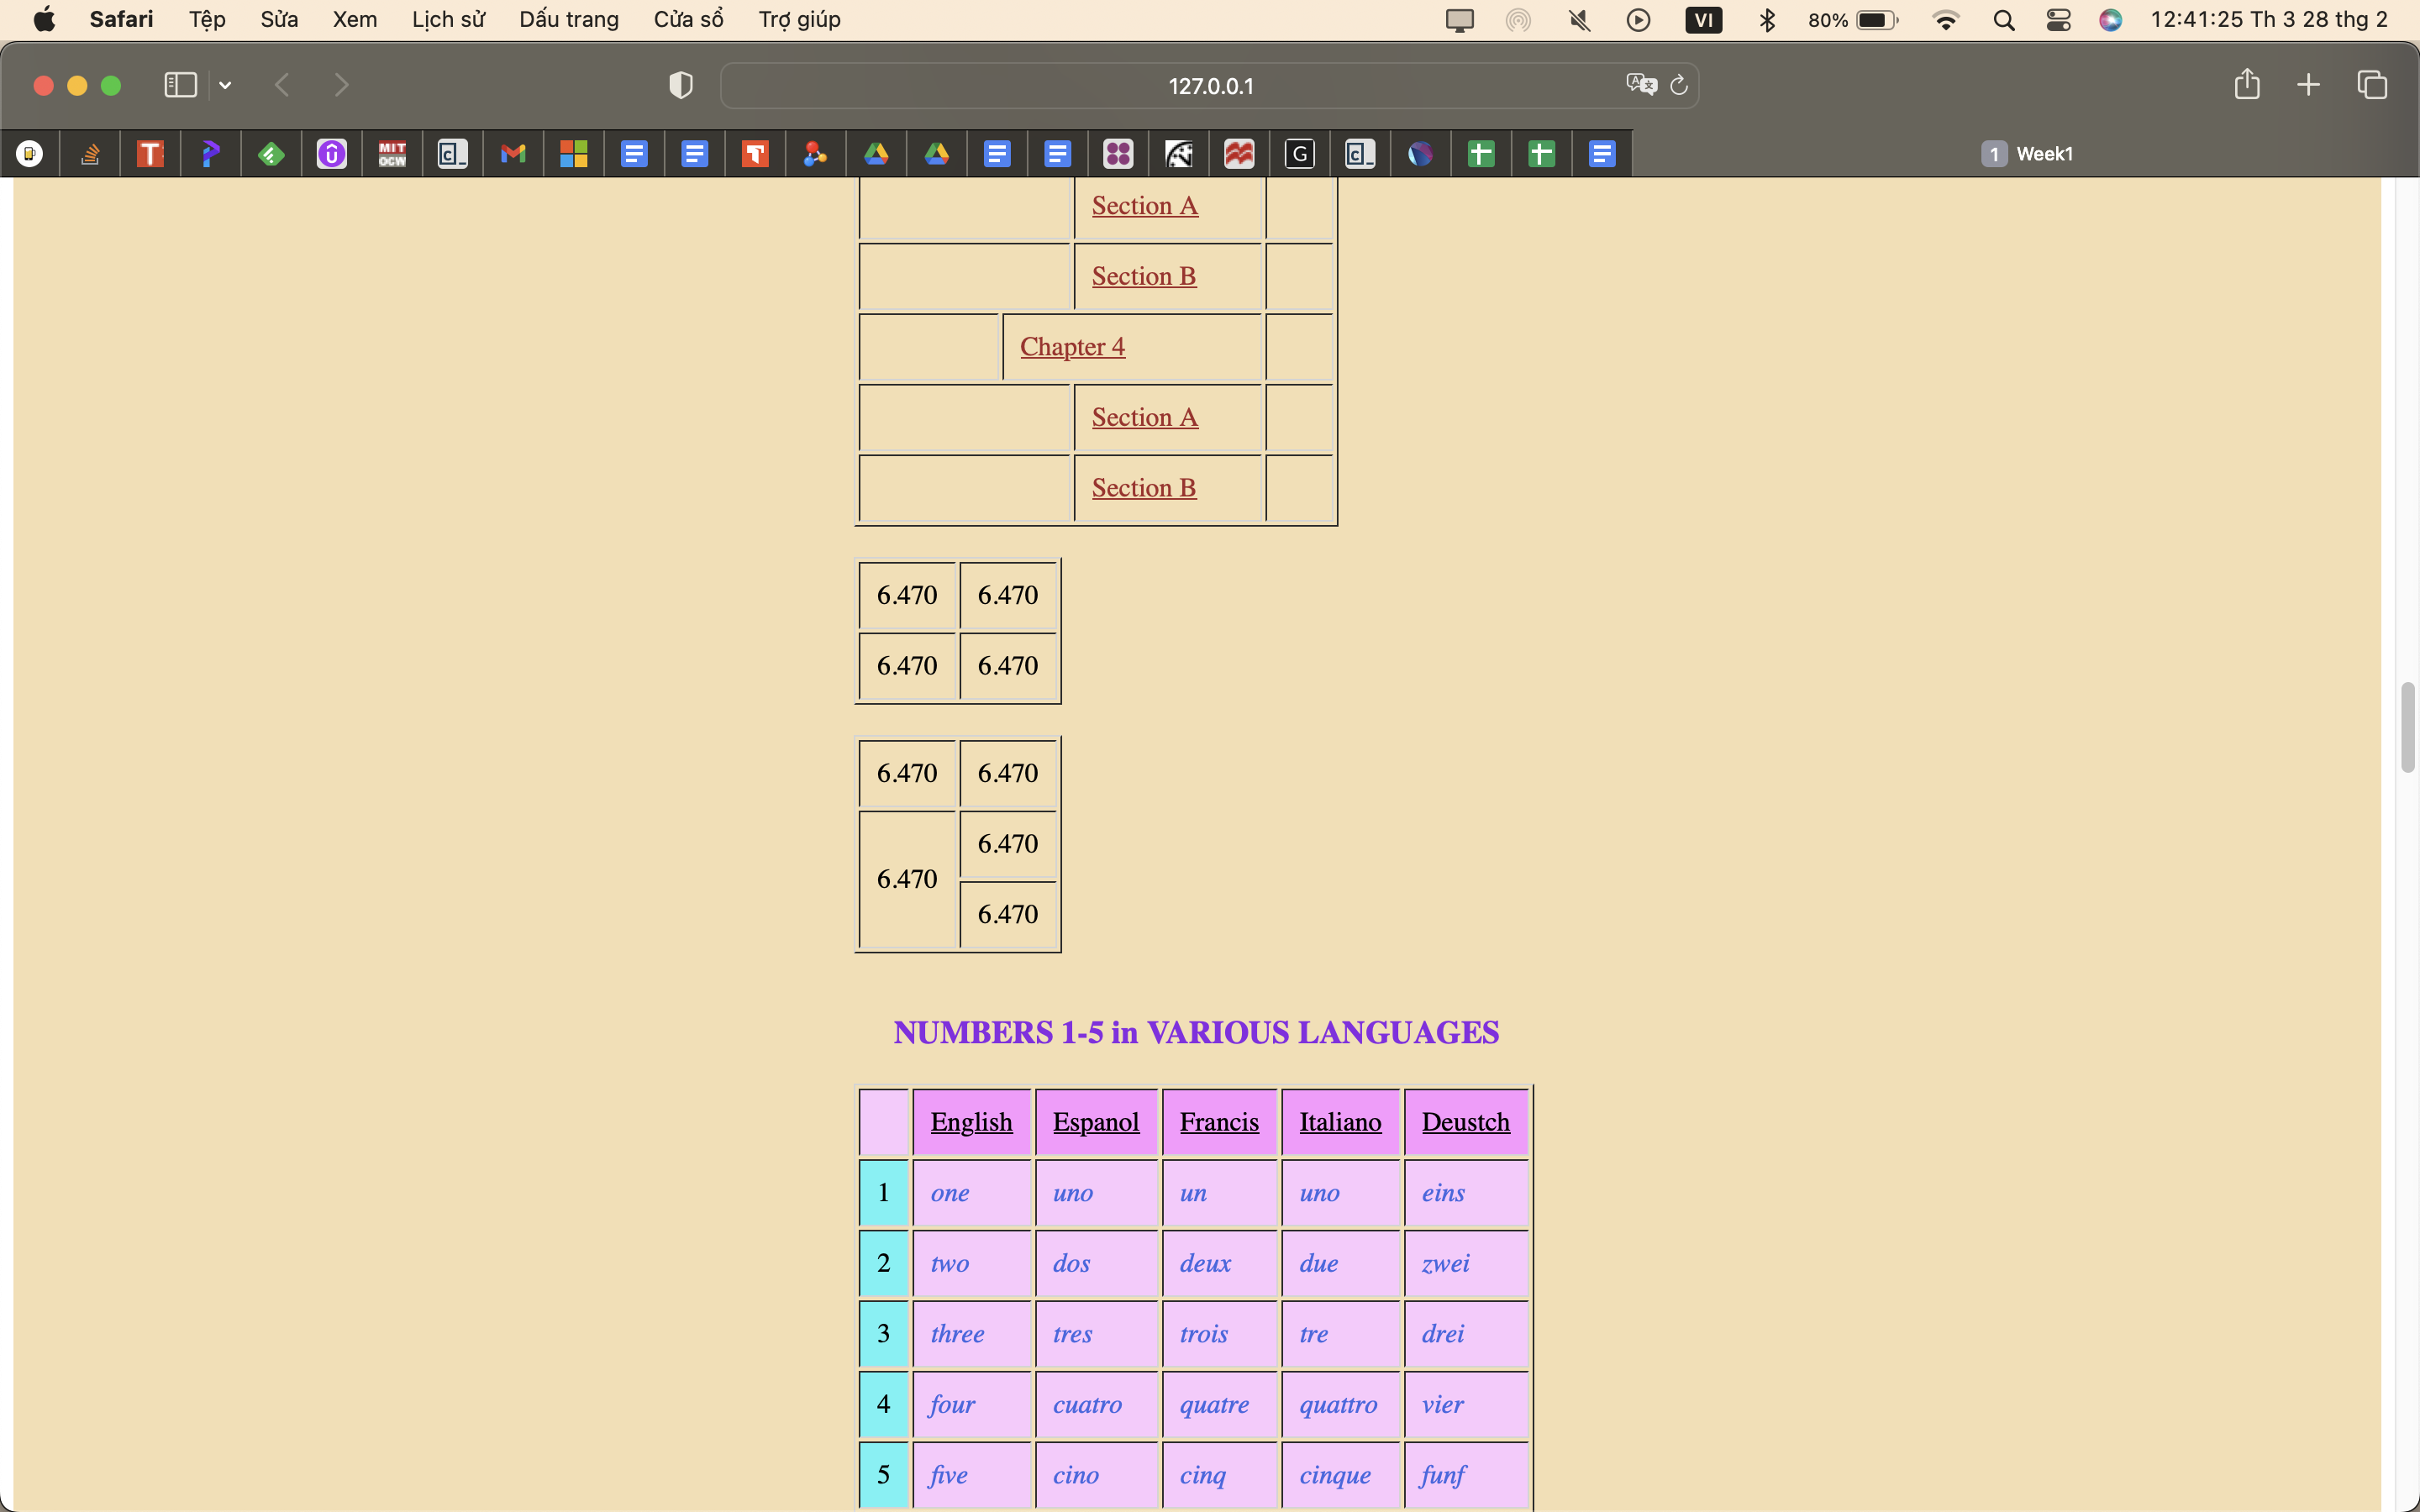 Safari Tệp Sửa Xem Lịch sử Dấu trang Cửa sổ Trợ giúp VI 80% 12:41:25 Th 3 28 thg 2
127.0.0.1
MIT OCW G 1 Week1
Section A
Section B
Chapter 4
Section A
Section B
6.470 6.470
6.470 6.470
6.470 6.470
6.470
6.470
6.470
NUMBERS 1-5 in VARIOUS LANGUAGES
English Espanol Francis Italiano Deustch
1 one uno un uno eins
2 two dos deux due zwei
3 three tres trois tre drei
4 four cuatro quatre quattro vier
5 five cino cinq cinque funf